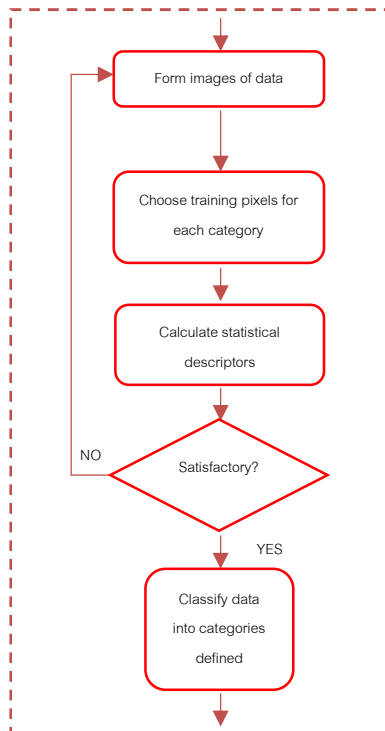 Form images of data
Choose training pixels for
each category
Calculate statistical
descriptors
Satisfactory?
NO
YES
Classify data
into categories
defined